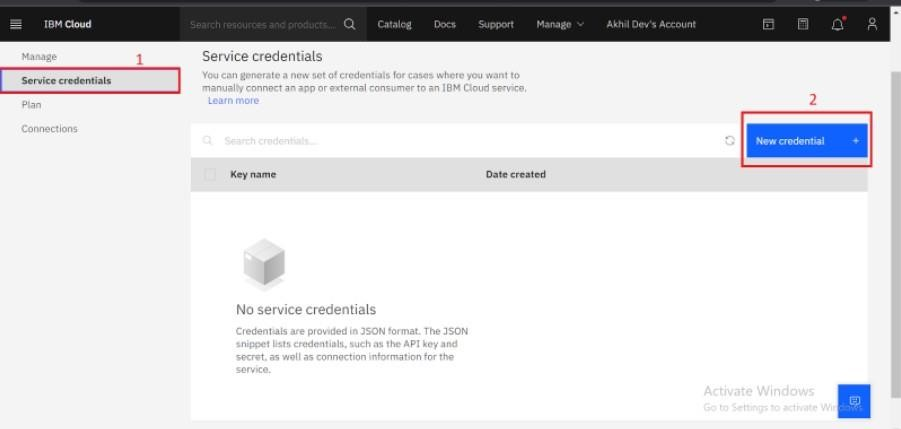 IBM Cloud
Search resources and products...
Catalog
Docs
Support
Manage
Akhil Dev's Account
Manage
1
Service credentials
Plan
Connections
Service credentials
You can generate a new set of credentials for cases where you want to
manually connect an app or external consumer to an IBM Cloud service.
Learn more
2
Search credentials...
New credential +
Key name
Date created
No service credentials
Credentials are provided in JSON format. The JSON
snippet lists credentials, such as the API key and
secret, as well as connection information for the
service.
Activate Windows
Go to Settings to activate Windows.